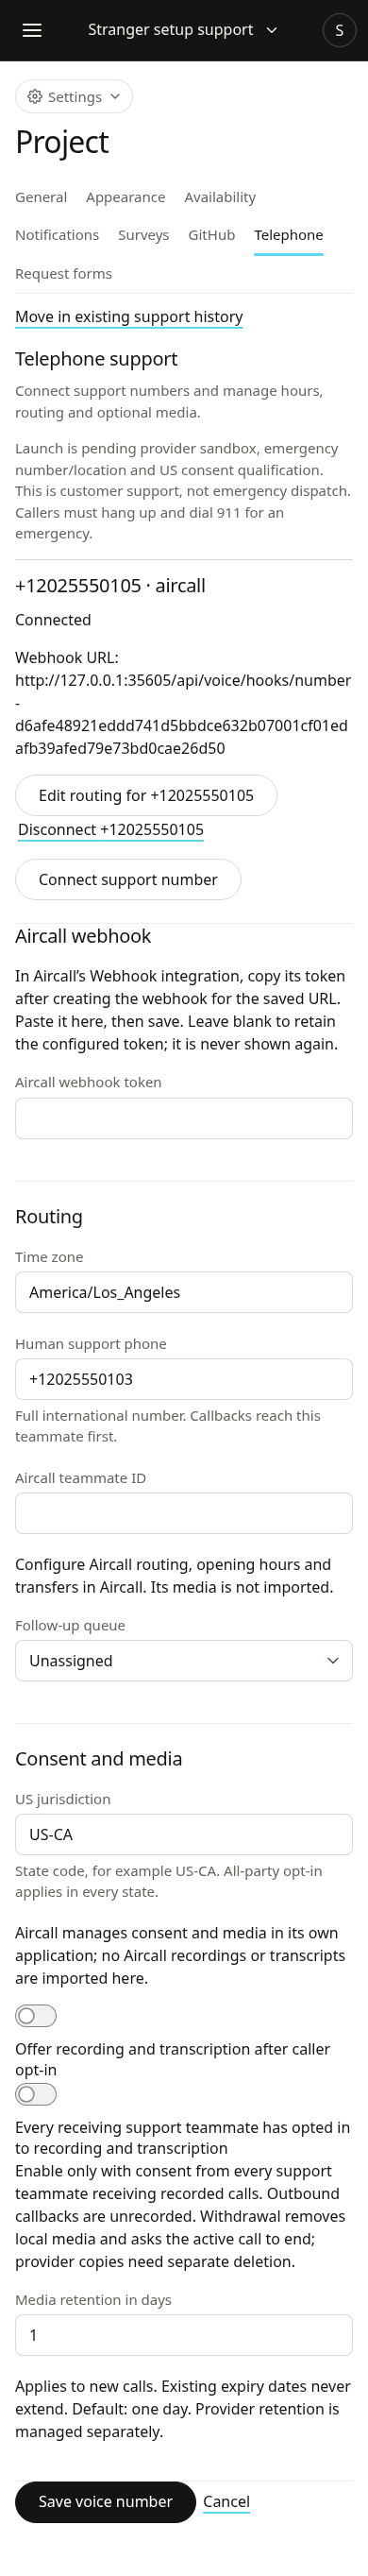 Stranger setup support
S
Settings
Project
General Appearance Availability
Notifications Surveys GitHub Telephone
Request forms
Move in existing support history
Telephone support
Connect support numbers and manage hours,
routing and optional media.
Launch is pending provider sandbox, emergency
number/location and US consent qualification.
This is customer support, not emergency dispatch.
Callers must hang up and dial 911 for an
emergency.
+12025550105 · aircall
Connected
Webhook URL:
http://127.0.0.1:35605/api/voice/hooks/number
-
d6afe48921eddd741d5bbdce632b07001cf01ed
afb39afed79e73bd0cae26d50
Edit routing for +12025550105
Disconnect +12025550105
Connect support number
Aircall webhook
In Aircall’s Webhook integration, copy its token
after creating the webhook for the saved URL.
Paste it here, then save. Leave blank to retain
the configured token; it is never shown again.
Aircall webhook token
Routing
Time zone
America/Los_Angeles
Human support phone
+12025550103
Full international number. Callbacks reach this
teammate first.
Aircall teammate ID
Configure Aircall routing, opening hours and
transfers in Aircall. Its media is not imported.
Follow-up queue
Unassigned
Consent and media
US jurisdiction
US-CA
State code, for example US-CA. All-party opt-in
applies in every state.
Aircall manages consent and media in its own
application; no Aircall recordings or transcripts
are imported here.
Offer recording and transcription after caller
opt-in
Every receiving support teammate has opted in
to recording and transcription
Enable only with consent from every support
teammate receiving recorded calls. Outbound
callbacks are unrecorded. Withdrawal removes
local media and asks the active call to end;
provider copies need separate deletion.
Media retention in days
1
Applies to new calls. Existing expiry dates never
extend. Default: one day. Provider retention is
managed separately.
Save voice number Cancel